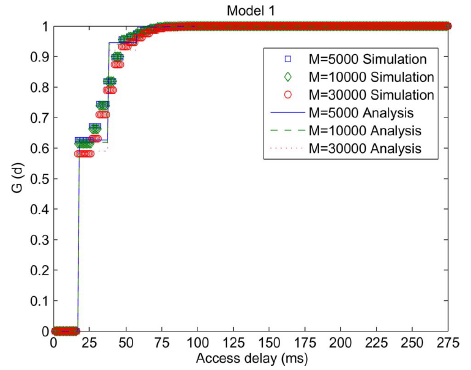 Model 1
1
0.9
0.8
0.7
0.6
0.5
0.4
0.3
0.2
0.1
0
G (d)
M=5000 Simulation
M=10000 Simulation
M=30000 Simulation
M=5000 Analysis
M=10000 Analysis
M=30000 Analysis
0 25 50 75 100 125 150 175 200 225 250 275
Access delay (ms)